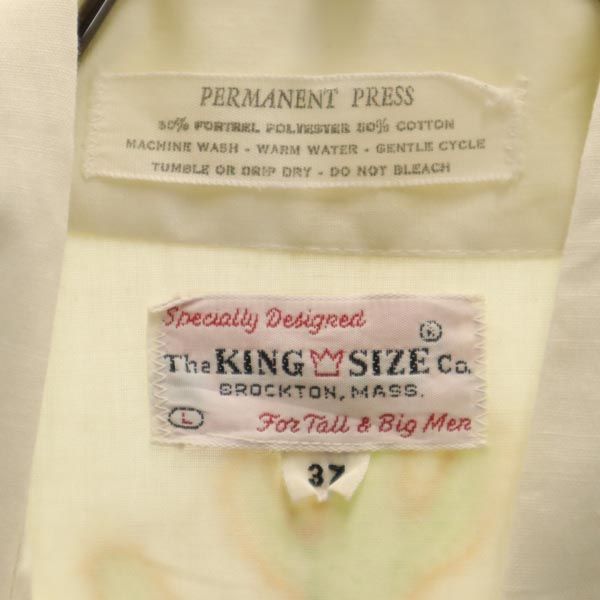 PERMANENT PRESS
50% FORTREL POLYESTER 50% COTTON
MACHINE WASH - WARM WATER - GENTLE CYCLE
TUMBLE OR DRIP DRY - DO NOT BLEACH
Specially Designed
The KING SIZE Co.
BROCKTON, MASS.
L
For Tall & Big Men
37